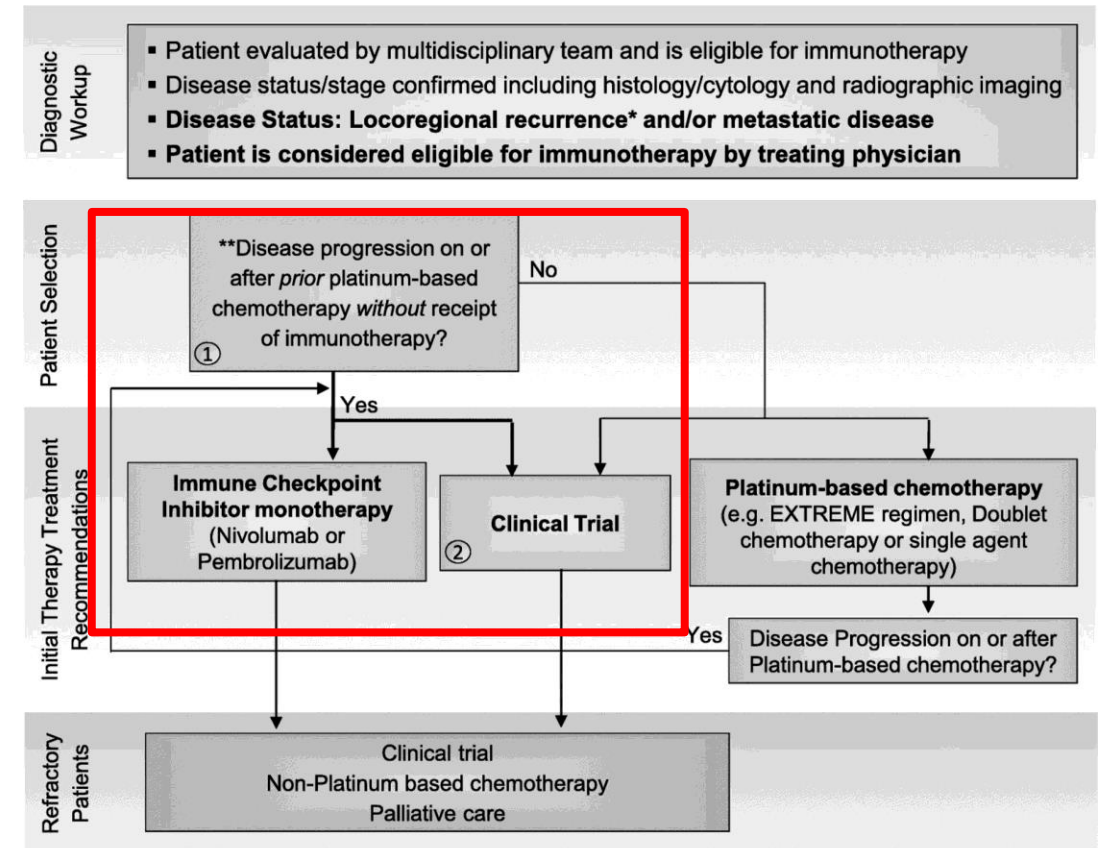 Diagnostic
Workup
▪ Patient evaluated by multidisciplinary team and is eligible for immunotherapy
▪ Disease status/stage confirmed including histology/cytology and radiographic imaging
▪ Disease Status: Locoregional recurrence* and/or metastatic disease
▪ Patient is considered eligible for immunotherapy by treating physician
Patient Selection
**Disease progression on or
after prior platinum-based
chemotherapy without receipt
of immunotherapy?
①
No
Yes
Initial Therapy Treatment
Recommendations
Immune Checkpoint
Inhibitor monotherapy
(Nivolumab or
Pembrolizumab)
Clinical Trial
②
Platinum-based chemotherapy
(e.g. EXTREME regimen, Doublet
chemotherapy or single agent
chemotherapy)
Yes
Disease Progression on or after
Platinum-based chemotherapy?
Refractory
Patients
Clinical trial
Non-Platinum based chemotherapy
Palliative care